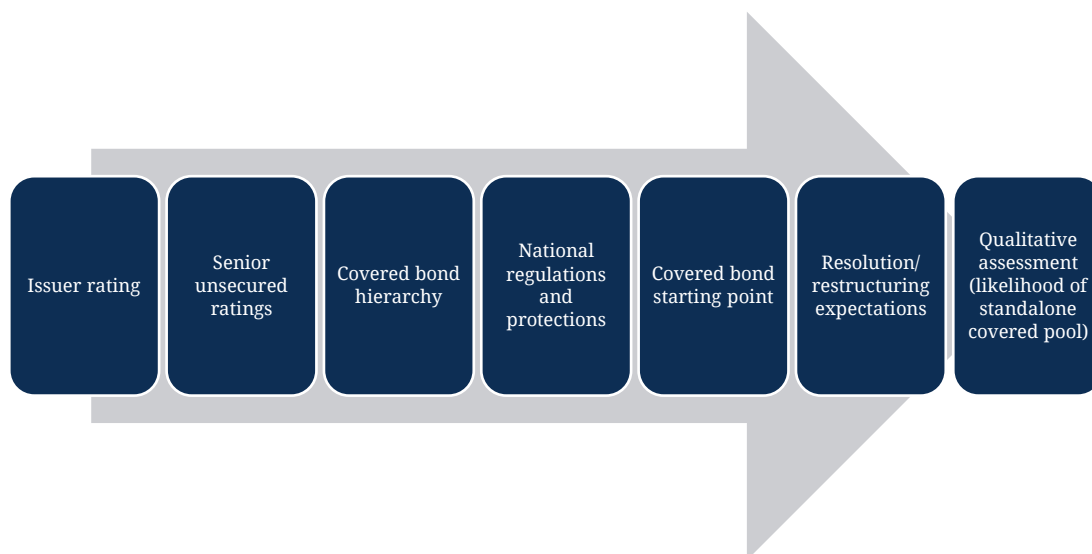 Issuer rating
Senior
unsecured
ratings
Covered bond
hierarchy
National
regulations
and
protections
Covered bond
starting point
Resolution/
restructuring
expectations
Qualitative
assessment
(likelihood of
standalone
covered pool)